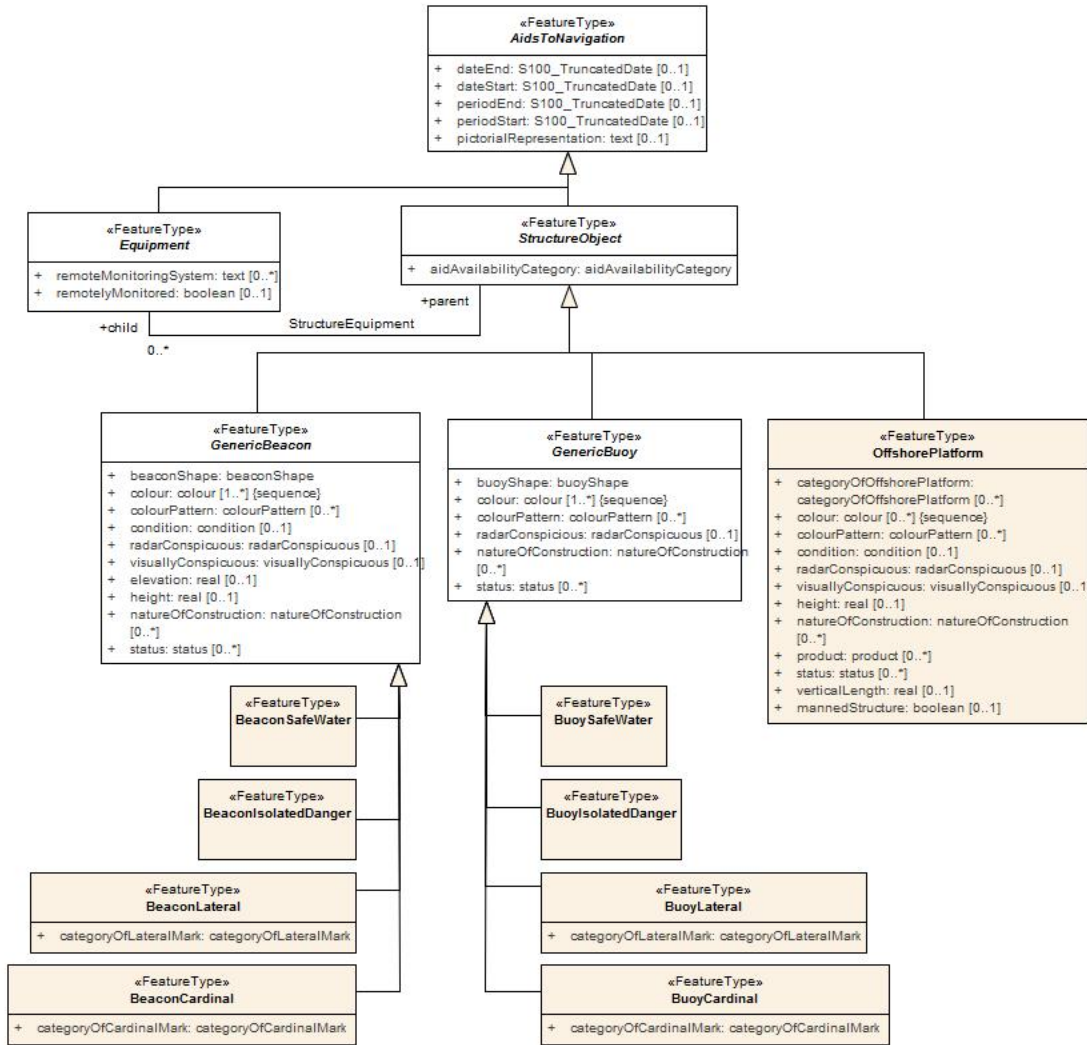 «FeatureType»
AidsToNavigation
+ dateEnd: S100_TruncatedDate [0..1]
+ dateStart: S100_TruncatedDate [0..1]
+ periodEnd: S100_TruncatedDate [0..1]
+ periodStart: S100_TruncatedDate [0..1]
+ pictorialRepresentation: text [0..1]
«FeatureType»
Equipment
+ remoteMonitoringSystem: text [0..*]
+ remotelyMonitored: boolean [0..1]
«FeatureType»
StructureObject
+ aidAvailabilityCategory: aidAvailabilityCategory
+child
0..*
StructureEquipment
+parent
«FeatureType»
GenericBeacon
+ beaconShape: beaconShape
+ colour: colour [1..*] {sequence}
+ colourPattern: colourPattern [0..*]
+ condition: condition [0..1]
+ radarConspicuous: radarConspicuous [0..1]
+ visuallyConspicuous: visuallyConspicuous [0..1]
+ elevation: real [0..1]
+ height: real [0..1]
+ natureOfConstruction: natureOfConstruction
[0..*]
+ status: status [0..*]
«FeatureType»
GenericBuoy
+ buoyShape: buoyShape
+ colour: colour [1..*] {sequence}
+ colourPattern: colourPattern [0..*]
+ radarConspicuous: radarConspicuous [0..1]
+ natureOfConstruction: natureOfConstruction
[0..*]
+ status: status [0..*]
«FeatureType»
OffshorePlatform
+ categoryOfOffshorePlatform:
categoryOfOffshorePlatform [0..*]
+ colour: colour [0..*] {sequence}
+ colourPattern: colourPattern [0..*]
+ condition: condition [0..1]
+ radarConspicuous: radarConspicuous [0..1]
+ visuallyConspicuous: visuallyConspicuous [0..1
+ height: real [0..1]
+ natureOfConstruction: natureOfConstruction
[0..*]
+ product: product [0..*]
+ status: status [0..*]
+ verticalLength: real [0..1]
+ mannedStructure: boolean [0..1]
«FeatureType»
BeaconSafeWater
«FeatureType»
BuoySafeWater
«FeatureType»
BeaconIsolatedDanger
«FeatureType»
BuoyIsolatedDanger
«FeatureType»
BeaconLateral
+ categoryOfLateralMark: categoryOfLateralMark
«FeatureType»
BuoyLateral
+ categoryOfLateralMark: categoryOfLateralMark
«FeatureType»
BeaconCardinal
+ categoryOfCardinalMark: categoryOfCardinalMark
«FeatureType»
BuoyCardinal
+ categoryOfCardinalMark: categoryOfCardinalMark